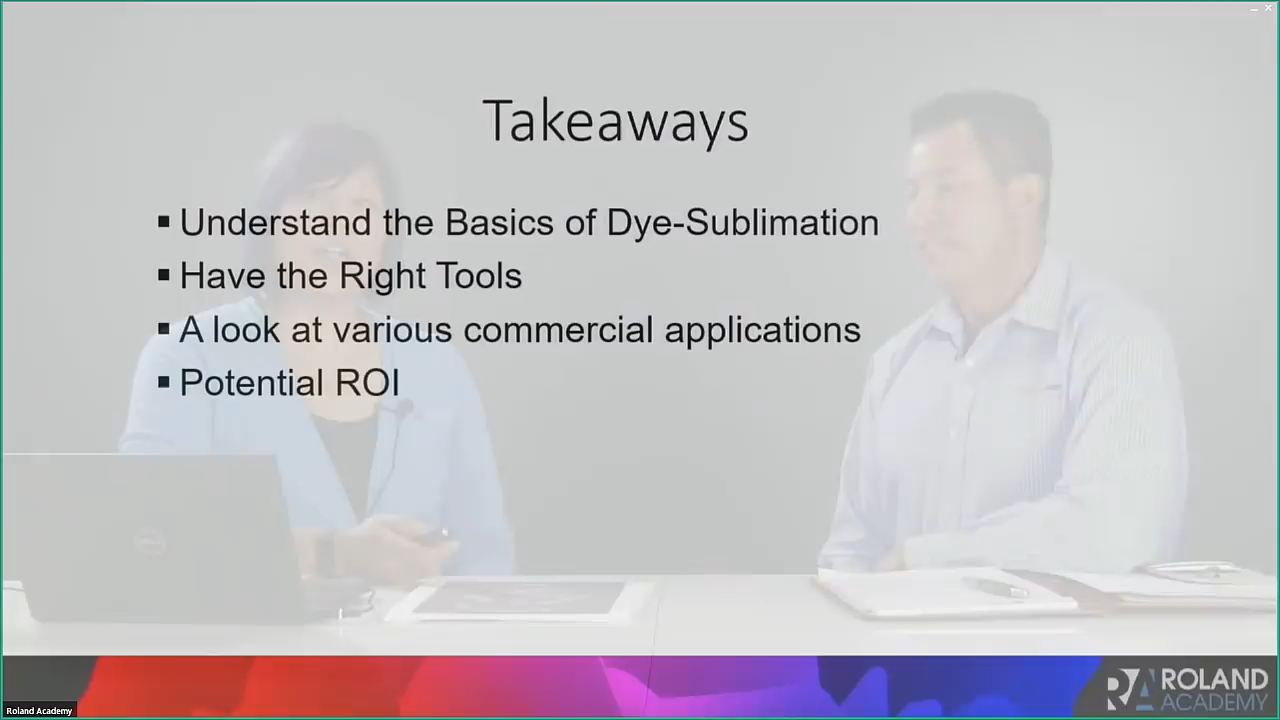 Takeaways
▪ Understand the Basics of Dye-Sublimation
▪ Have the Right Tools
▪ A look at various commercial applications
▪ Potential ROI
ROLAND
ACADEMY
Roland Academy